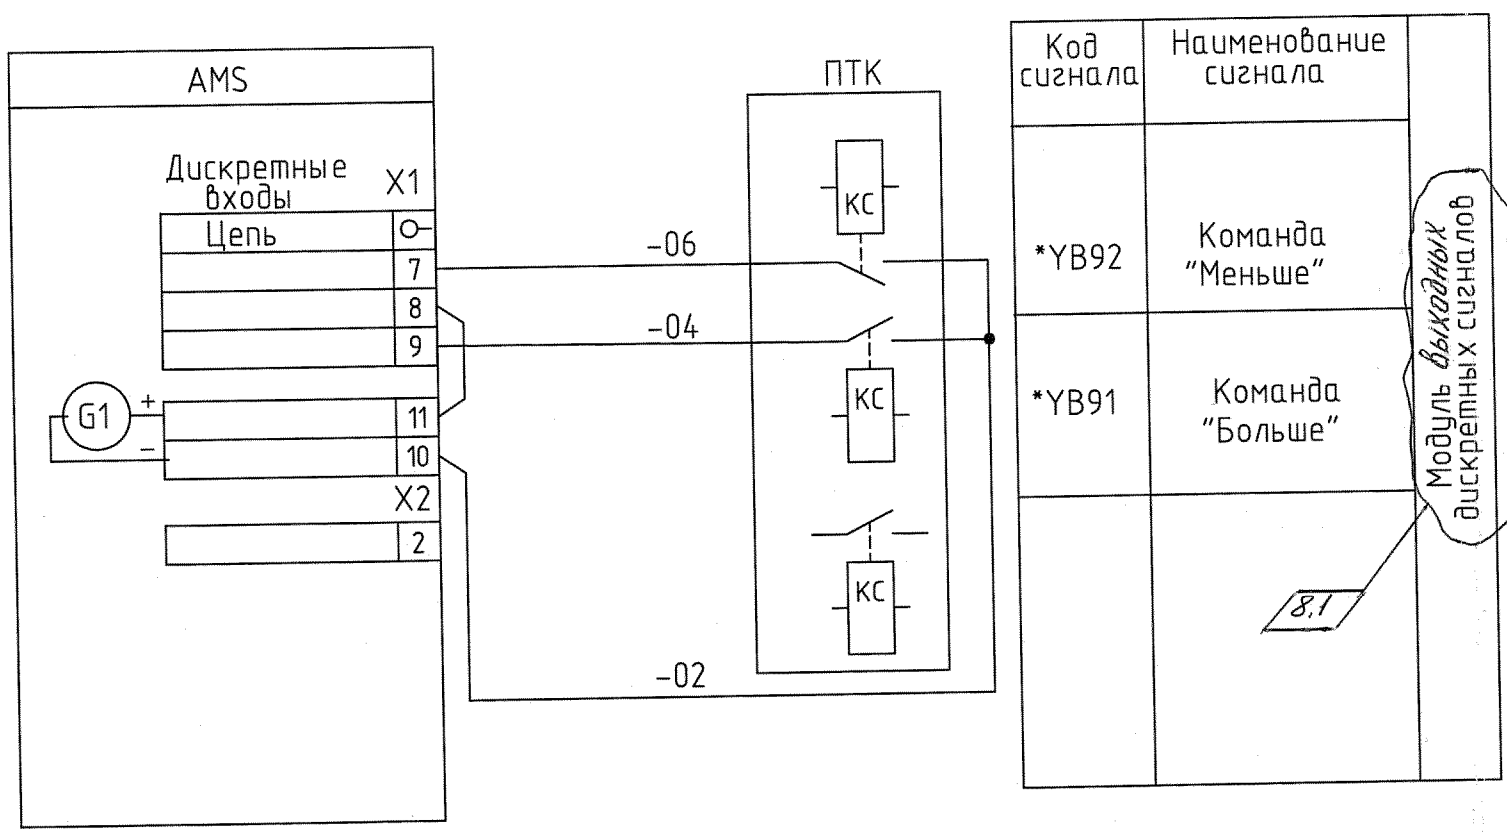 AMS
Дискретные
входы
X1
Цепь
7
8
9
G1
+
−
11
10
X2
2
−06
−04
−02
ПТК
КС
КС
КС
Код
сигнала
Наименование
сигнала
*YB92
Команда
"Меньше"
*YB91
Команда
"Больше"
Модуль выходных
дискретных сигналов
8.1